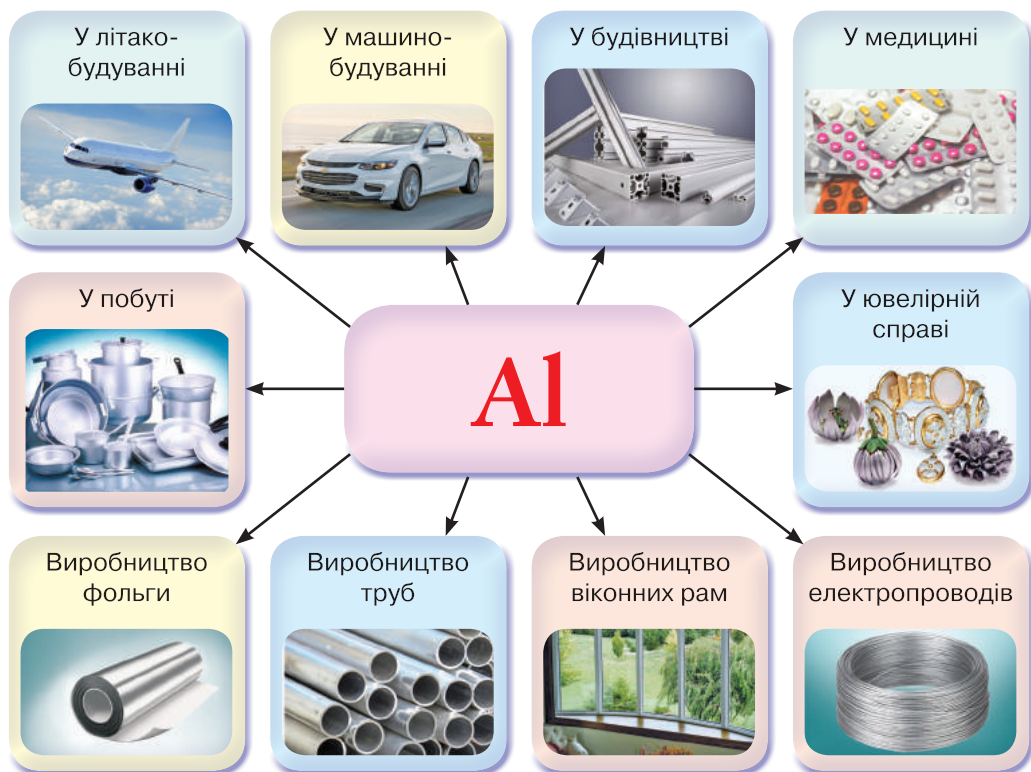 У літако-
будуванні
У машино-
будуванні
У будівництві
У медицині
У побуті
Al
У ювелірній
справі
Виробництво
фольги
Виробництво
труб
Виробництво
віконних рам
Виробництво
електропроводів